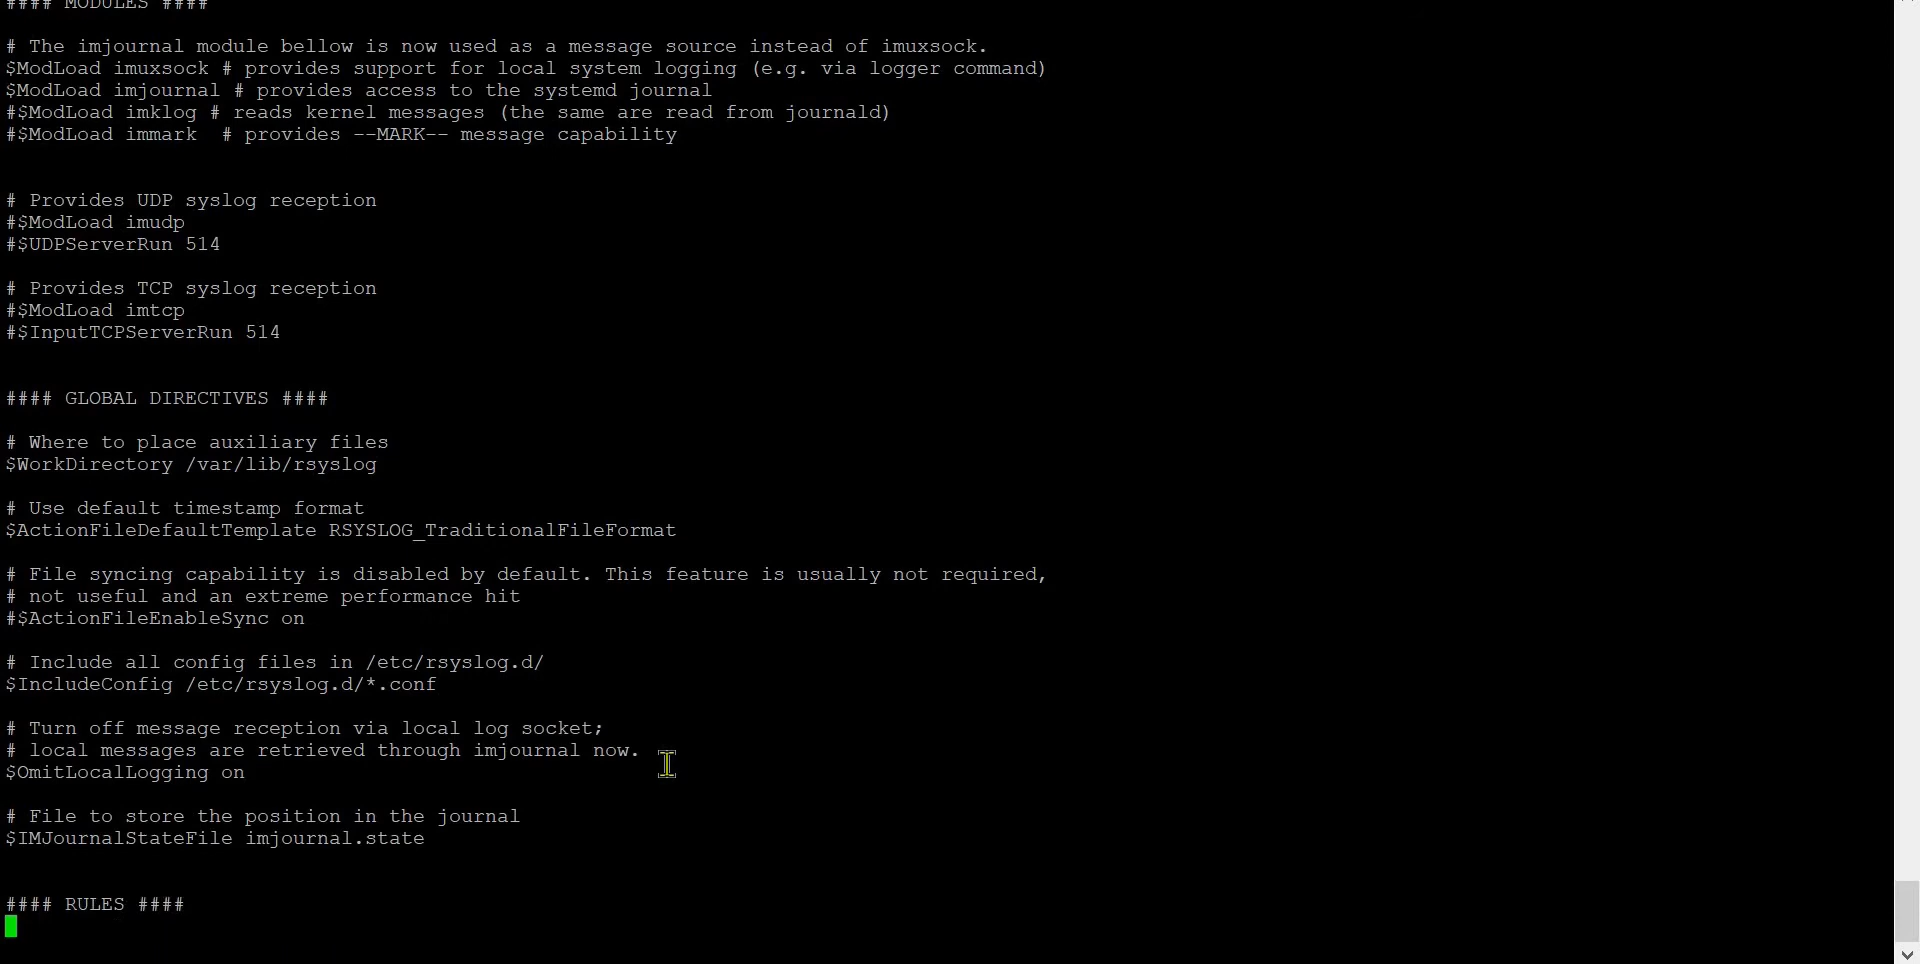 #### MODULES ####
# The imjournal module bellow is now used as a message source instead of imuxsock.
$ModLoad imuxsock # provides support for local system logging (e.g. via logger command)
$ModLoad imjournal # provides access to the systemd journal
#$ModLoad imklog # reads kernel messages (the same are read from journald)
#$ModLoad immark  # provides --MARK-- message capability
# Provides UDP syslog reception
#$ModLoad imudp
#$UDPServerRun 514
# Provides TCP syslog reception
#$ModLoad imtcp
#$InputTCPServerRun 514
#### GLOBAL DIRECTIVES ####
# Where to place auxiliary files
$WorkDirectory /var/lib/rsyslog
# Use default timestamp format
$ActionFileDefaultTemplate RSYSLOG_TraditionalFileFormat
# File syncing capability is disabled by default. This feature is usually not required,
# not useful and an extreme performance hit
#$ActionFileEnableSync on
# Include all config files in /etc/rsyslog.d/
$IncludeConfig /etc/rsyslog.d/*.conf
# Turn off message reception via local log socket;
# local messages are retrieved through imjournal now.
$OmitLocalLogging on
# File to store the position in the journal
$IMJournalStateFile imjournal.state
#### RULES ####